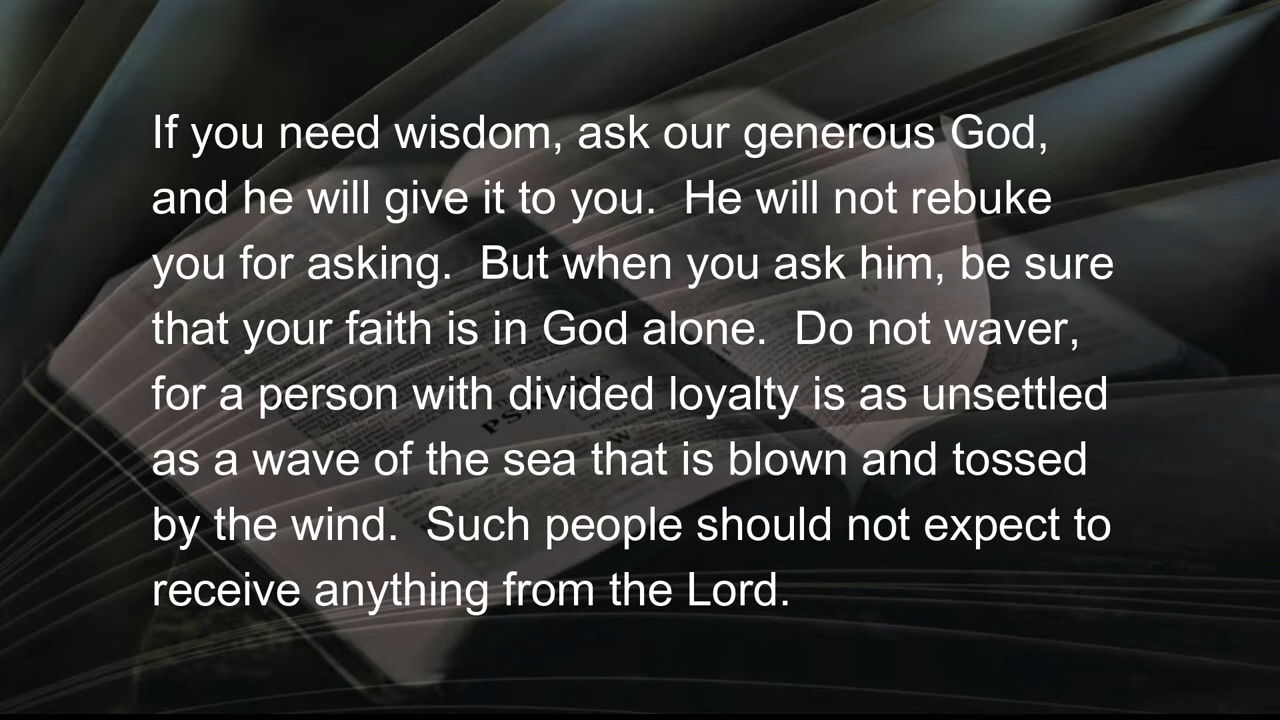 If you need wisdom, ask our generous God,
and he will give it to you.  He will not rebuke
you for asking.  But when you ask him, be sure
that your faith is in God alone.  Do not waver,
for a person with divided loyalty is as unsettled
as a wave of the sea that is blown and tossed
by the wind.  Such people should not expect to
receive anything from the Lord.